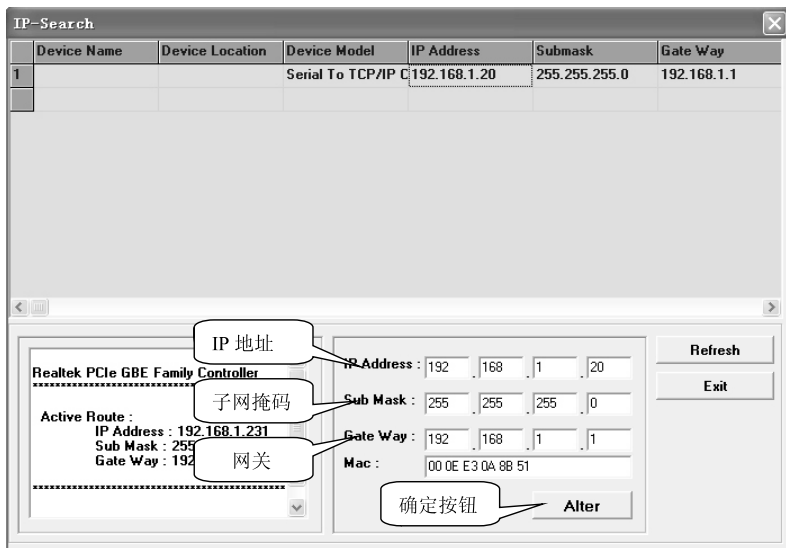 IP-Search
Device Name Device Location Device Model IP Address Submask Gate Way
1 Serial To TCP/IP C 192.168.1.20 255.255.255.0 192.168.1.1
Realtek PCIe GBE Family Controller
Active Route :
IP Address : 192.168.1.231
Sub Mask : 255
Gate Way : 192
IP 地址
子网掩码
网关
IP Address : 192 . 168 . 1 . 20
Sub Mask : 255 . 255 . 255 . 0
Gate Way : 192 . 168 . 1 . 1
Mac : 00 0E E3 0A 8B 51
确定按钮
Alter
Refresh
Exit